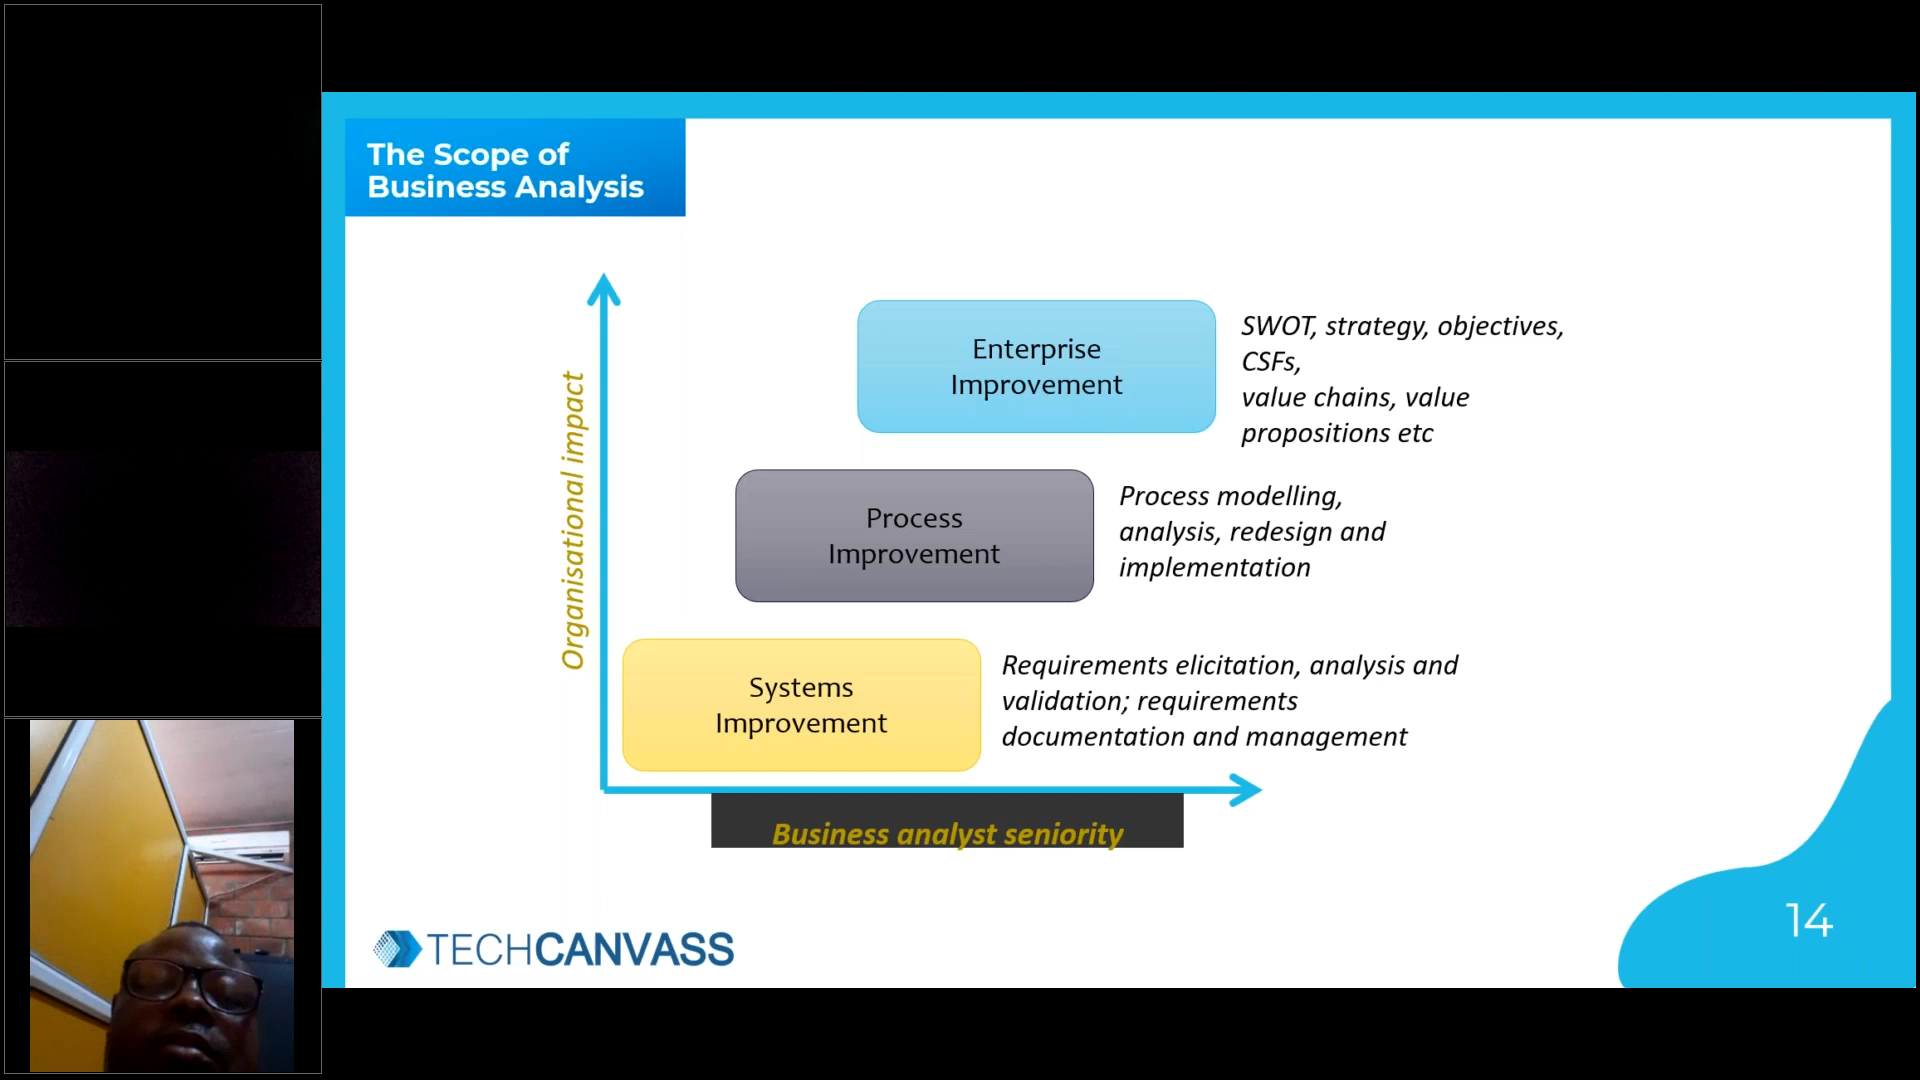 The Scope of
Business Analysis
Organisational impact
Enterprise
Improvement
SWOT, strategy, objectives,
CSFs,
value chains, value
propositions etc
Process
Improvement
Process modelling,
analysis, redesign and
implementation
Systems
Improvement
Requirements elicitation, analysis and
validation; requirements
documentation and management
Business analyst seniority
TECHCANVASS
14